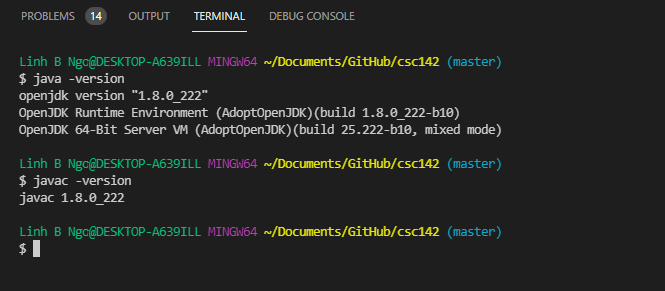 PROBLEMS 14 OUTPUT TERMINAL DEBUG CONSOLE
Linh B Ngo@DESKTOP-A639ILL MINGW64 ~/Documents/GitHub/csc142 (master)
$ java -version
openjdk version "1.8.0_222"
OpenJDK Runtime Environment (AdoptOpenJDK)(build 1.8.0_222-b10)
OpenJDK 64-Bit Server VM (AdoptOpenJDK)(build 25.222-b10, mixed mode)
Linh B Ngo@DESKTOP-A639ILL MINGW64 ~/Documents/GitHub/csc142 (master)
$ javac -version
javac 1.8.0_222
Linh B Ngo@DESKTOP-A639ILL MINGW64 ~/Documents/GitHub/csc142 (master)
$